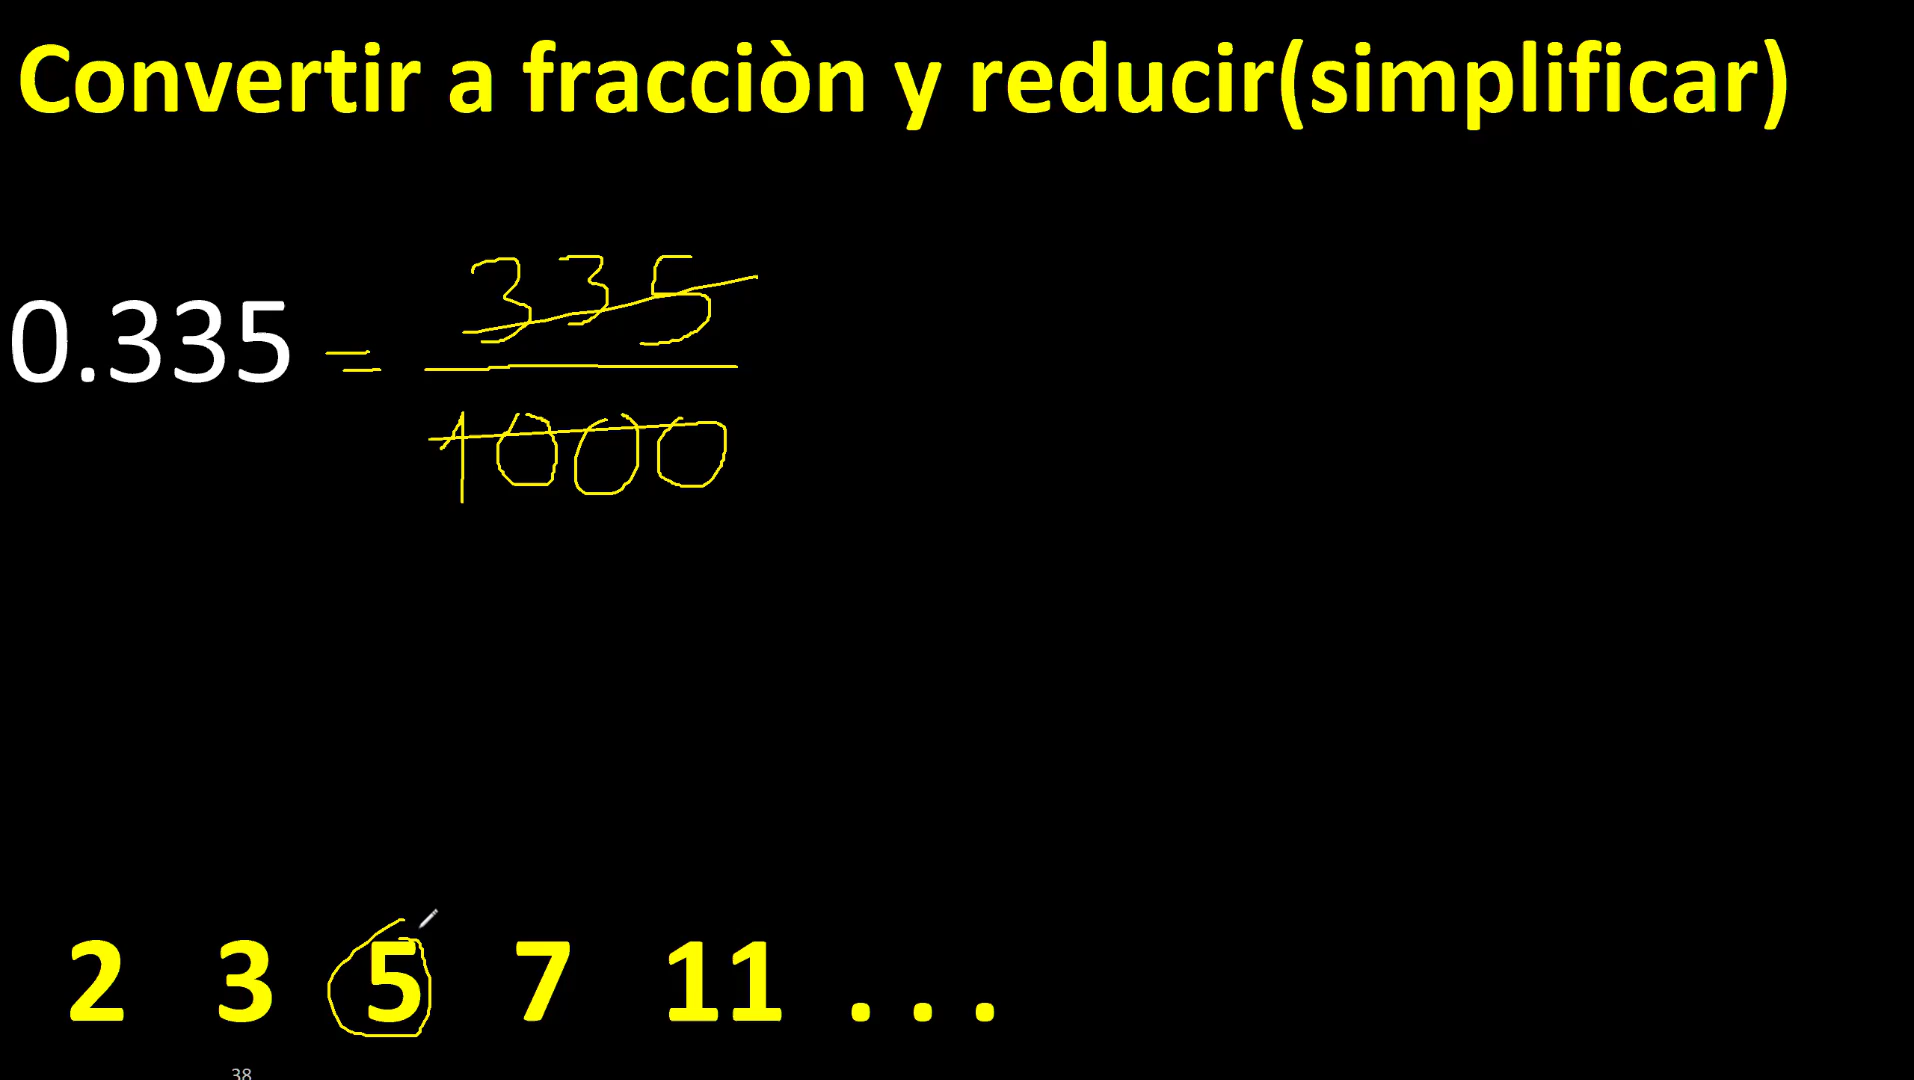 Convertir a fracciòn y reducir(simplificar)
335
0.335 =
1000
2 3 5 7 11 . . .
38